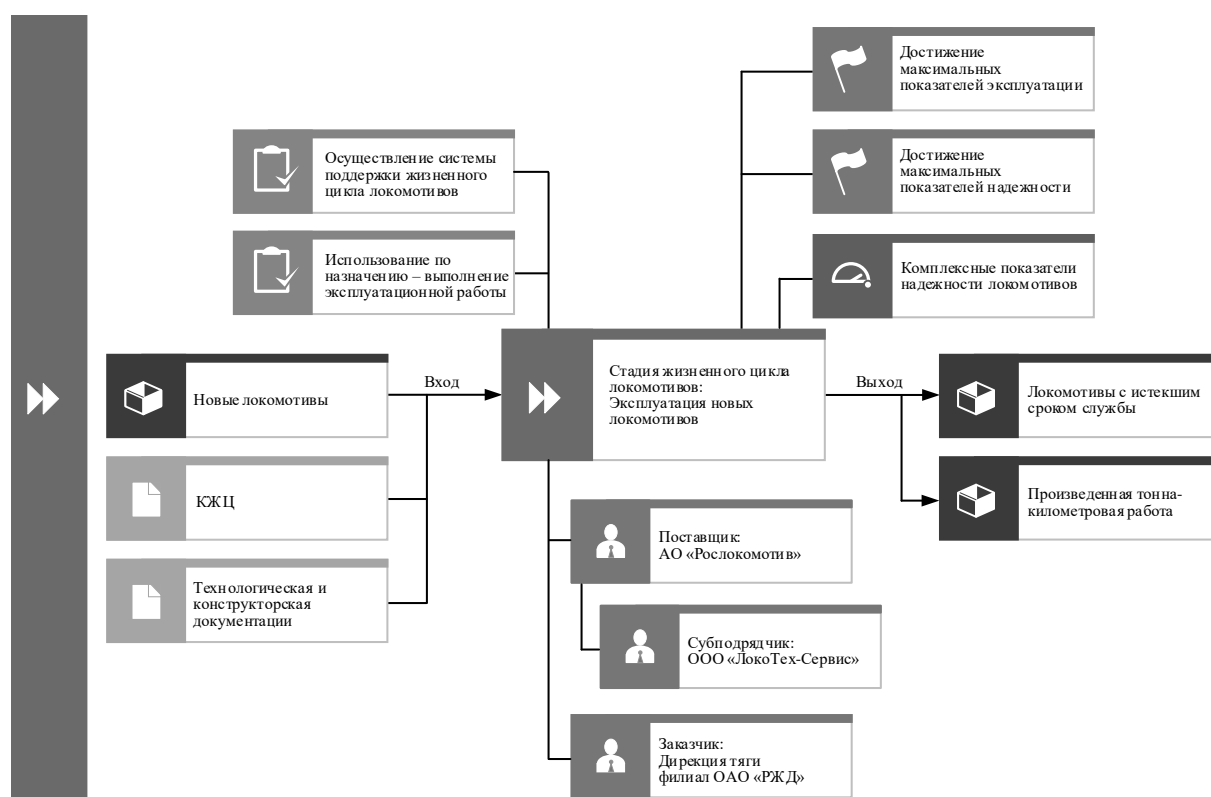 Достижение
максимальных
показателей эксплуатации
Осуществление системы
поддержки жизненного
цикла локомотивов
Достижение
максимальных
показателей надежности
Использование по
назначению – выполнение
эксплуатационной работы
Комплексные показатели
надежности локомотивов
Новые локомотивы
Вход
Стадия жизненного цикла
локомотивов:
Эксплуатация новых
локомотивов
Выход
Локомотивы с истекшим
сроком службы
КЖЦ
Произведенная тонна-
километровая работа
Технологическая и
конструкторская
документации
Поставщик:
АО «Рослокомотив»
Субподрядчик:
ООО «ЛокоТех-Сервис»
Заказчик:
Дирекция тяги
филиал ОАО «РЖД»